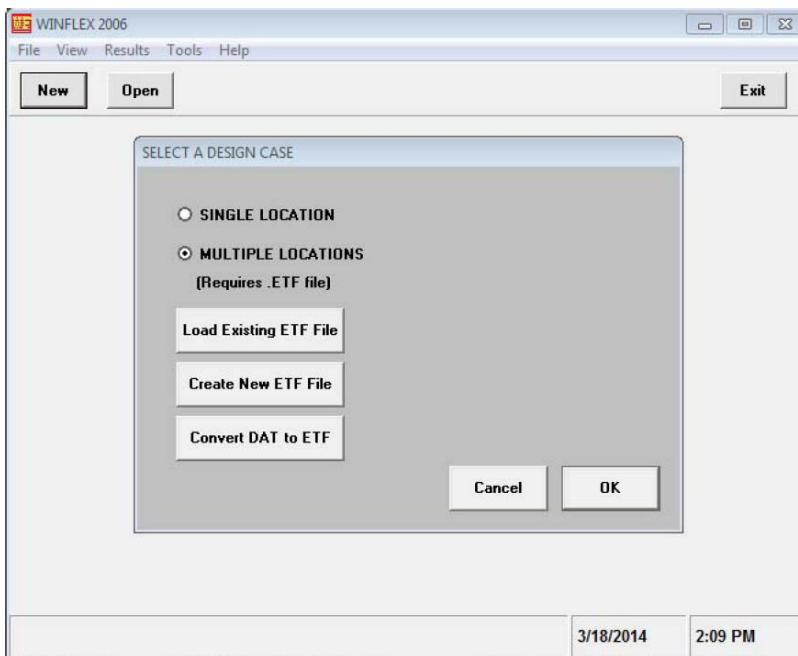 WINFLEX 2006
File View Results Tools Help
New Open Exit
SELECT A DESIGN CASE
SINGLE LOCATION
MULTIPLE LOCATIONS
(Requires .ETF file)
Load Existing ETF File
Create New ETF File
Convert DAT to ETF
Cancel OK
3/18/2014 2:09 PM